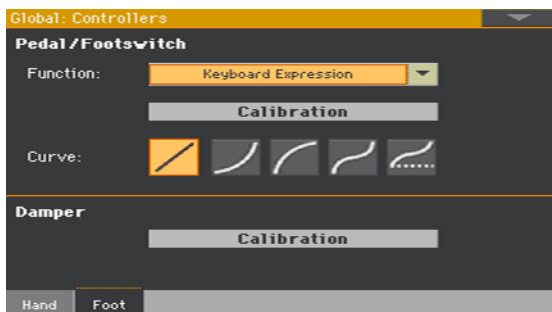 Global: Controllers
Pedal/Footswitch
Function: Keyboard Expression
Calibration
Curve:
Damper
Calibration
Hand Foot